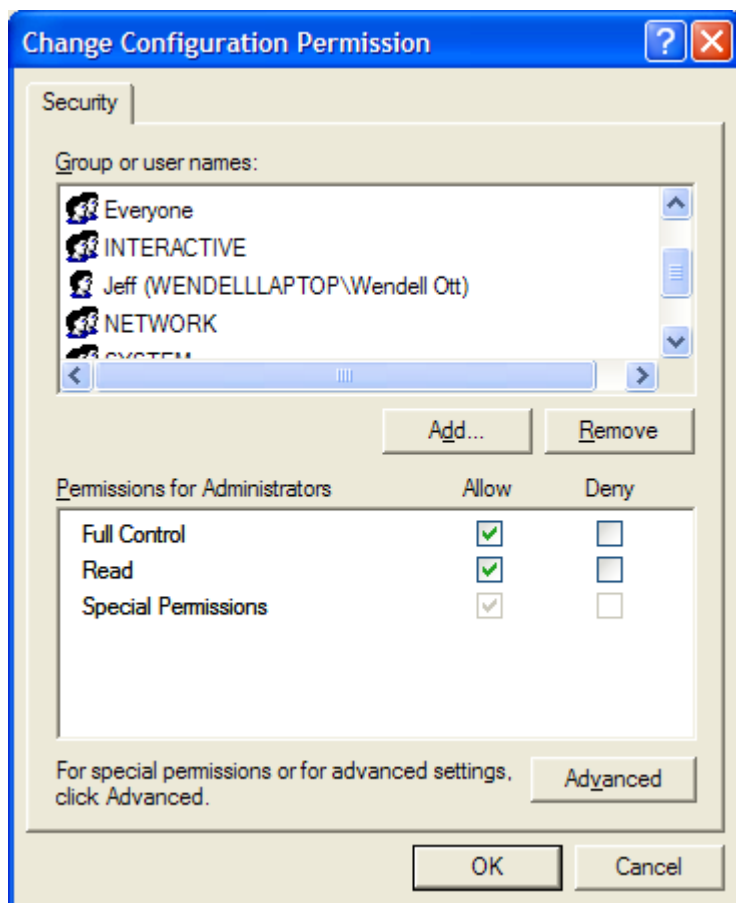 Change Configuration Permission
Security
Group or user names:
Everyone
INTERACTIVE
Jeff (WENDELLLAPTOP\Wendell Ott)
NETWORK
SYSTEM
Add... Remove
Permissions for Administrators Allow Deny
Full Control
Read
Special Permissions
For special permissions or for advanced settings,
click Advanced.
Advanced
OK Cancel